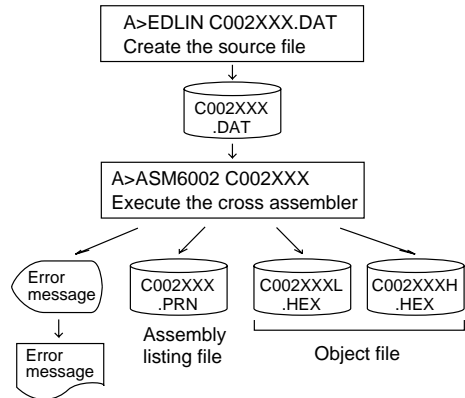 A>EDLIN C002XXX.DAT
Create the source file
C002XXX
.DAT
A>ASM6002 C002XXX
Execute the cross assembler
Error
message
C002XXX
.PRN
C002XXXL
.HEX
C002XXXH
.HEX
Error
message
Assembly
listing file
Object file